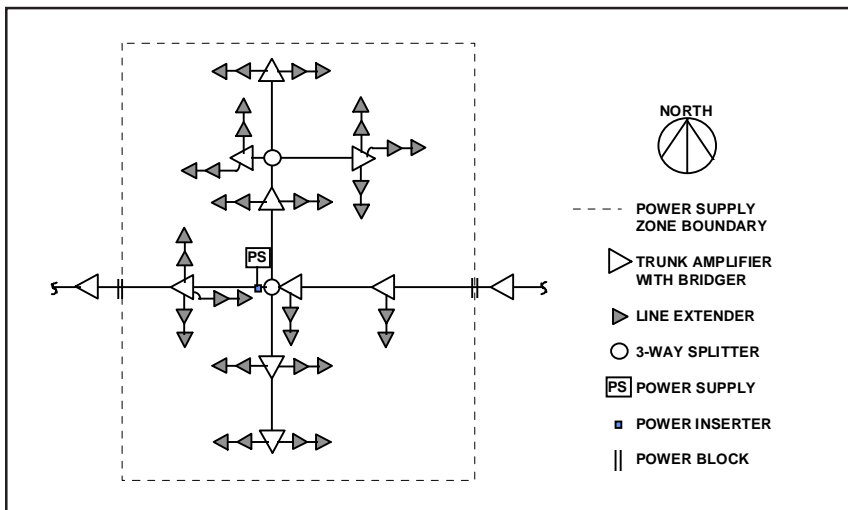 PS
NORTH
POWER SUPPLY
ZONE BOUNDARY
TRUNK AMPLIFIER
WITH BRIDGER
LINE EXTENDER
3-WAY SPLITTER
PS POWER SUPPLY
POWER INSERTER
POWER BLOCK